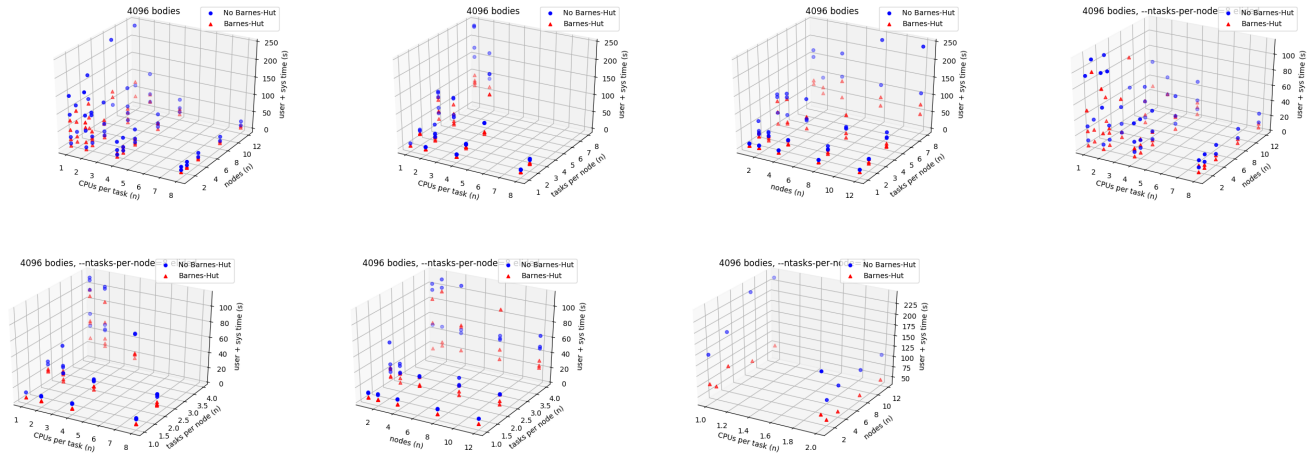 4096 bodies
No Barnes-Hut
Barnes-Hut
250
200
150
100
50
0
user + sys time (s)
1 2 3 4 5 6 7 8
CPUs per task (n)
2 4 6 8 10 12
nodes (n)
4096 bodies
No Barnes-Hut
Barnes-Hut
250
200
150
100
50
0
user + sys time (s)
1 2 3 4 5 6 7 8
CPUs per task (n)
1 2 3 4 5 6 7 8
tasks per node (n)
4096 bodies
No Barnes-Hut
Barnes-Hut
250
200
150
100
50
0
user + sys time (s)
2 4 6 8 10 12
nodes (n)
1 2 3 4 5 6 7 8
tasks per node (n)
4096 bodies, --ntasks-per-node=
No Barnes-Hut
Barnes-Hut
100
80
60
40
20
0
user + sys time (s)
1 2 3 4 5 6 7 8
CPUs per task (n)
2 4 6 8 10 12
nodes (n)
4096 bodies, --ntasks-per-node
No Barnes-Hut
Barnes-Hut
100
80
60
40
20
0
user + sys time (s)
1 2 3 4 5 6 7 8
CPUs per task (n)
1.0 1.5 2.0 2.5 3.0 3.5 4.0
tasks per node (n)
4096 bodies, --ntasks-per-node
No Barnes-Hut
Barnes-Hut
100
80
60
40
20
0
user + sys time (s)
2 4 6 8 10 12
nodes (n)
1.0 1.5 2.0 2.5 3.0 3.5 4.0
tasks per node (n)
4096 bodies, --ntasks-per-no
No Barnes-Hut
Barnes-Hut
225
200
175
150
125
100
75
50
user + sys time (s)
1.0 1.2 1.4 1.6 1.8 2.0
CPUs per task (n)
2 4 6 8 10 12
nodes (n)